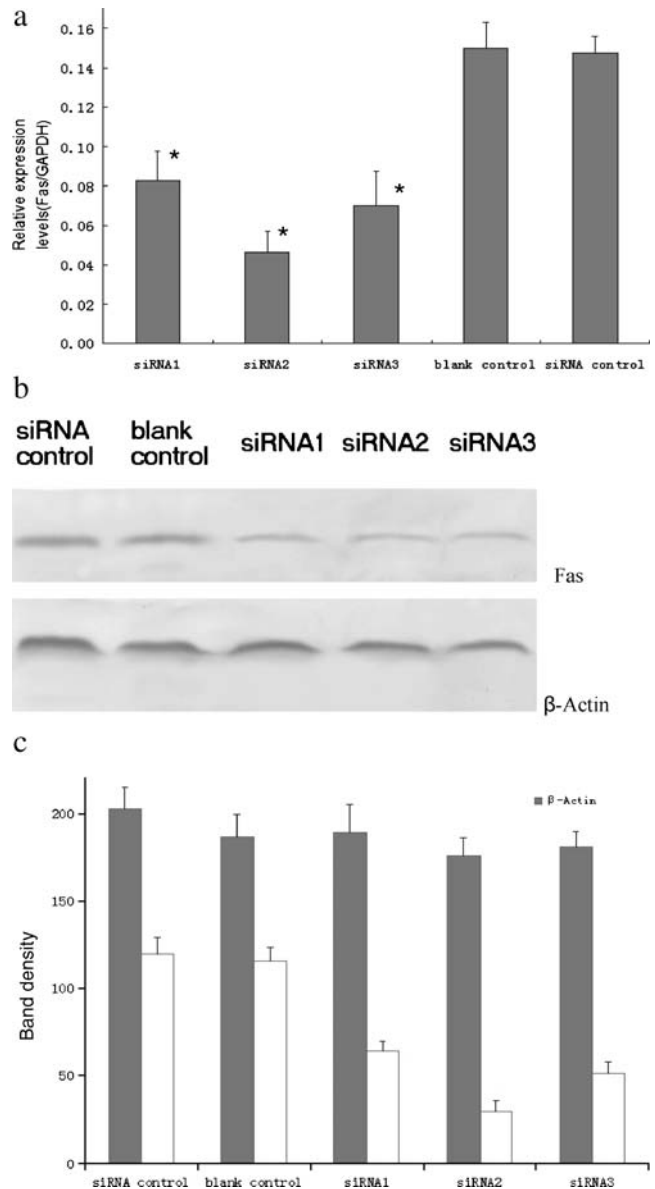 a
Relative expression
levels(Fas/GAPDH)
0.16
0.14
0.12
0.10
0.08
0.06
0.04
0.02
0.00
*
*
*
siRNA1 siRNA2 siRNA3 blank control siRNA control
b
siRNA control blank control siRNA1 siRNA2 siRNA3
Fas
β-Actin
c
Band density
200
150
100
50
0
β-Actin
siRNA control blank control siRNA1 siRNA2 siRNA3